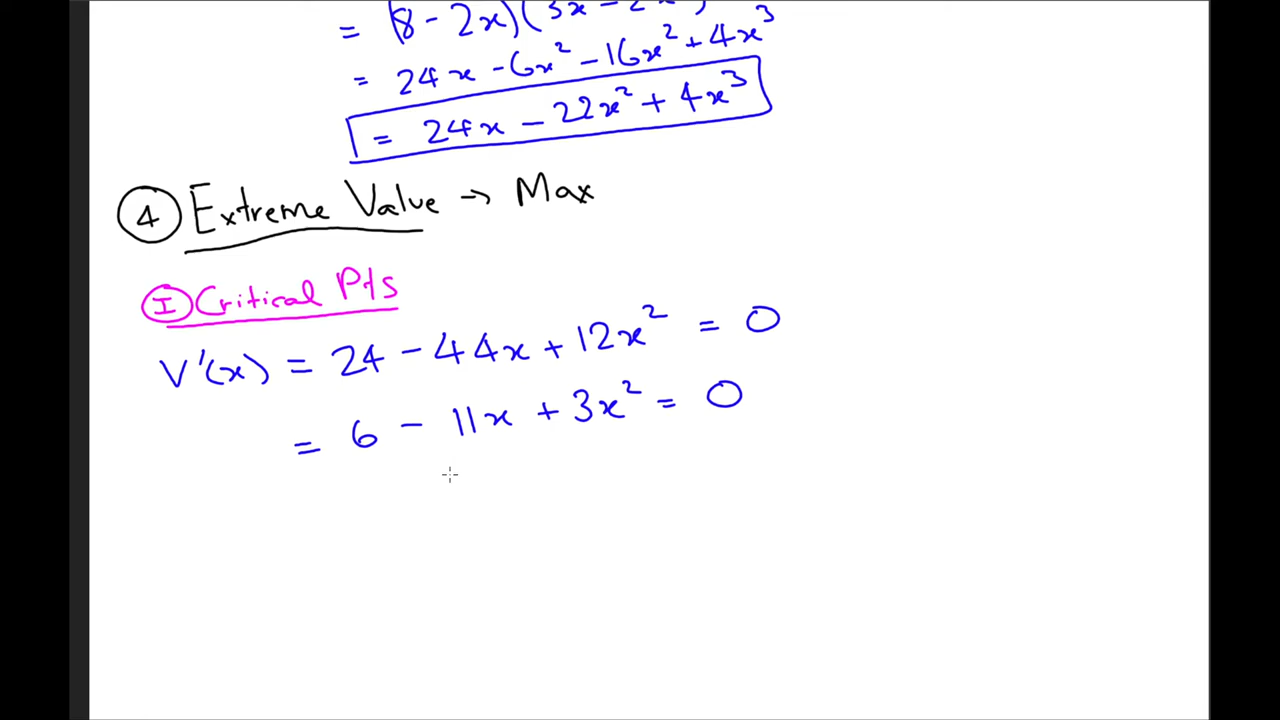 = (8 - 2x)(3x - 2
= 24x - 6x² - 16x² + 4x³
= 24x - 22x² + 4x³
④ Extreme Value → Max
Ⓘ Critical Pts
V'(x) = 24 - 44x + 12x² = 0
= 6 - 11x + 3x² = 0